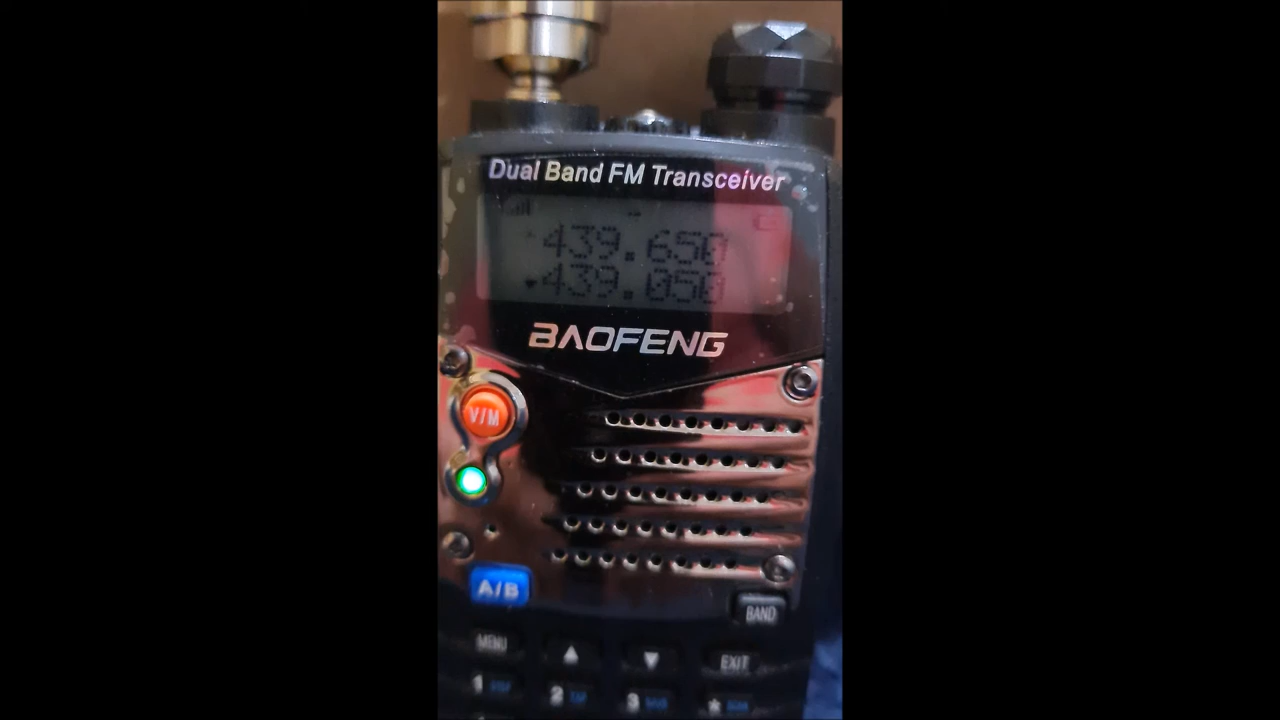 Dual Band FM Transceiver
439.650
439.050
BAOFENG
V/M
A/B
BAND
MENU
EXIT
1
2
3
*